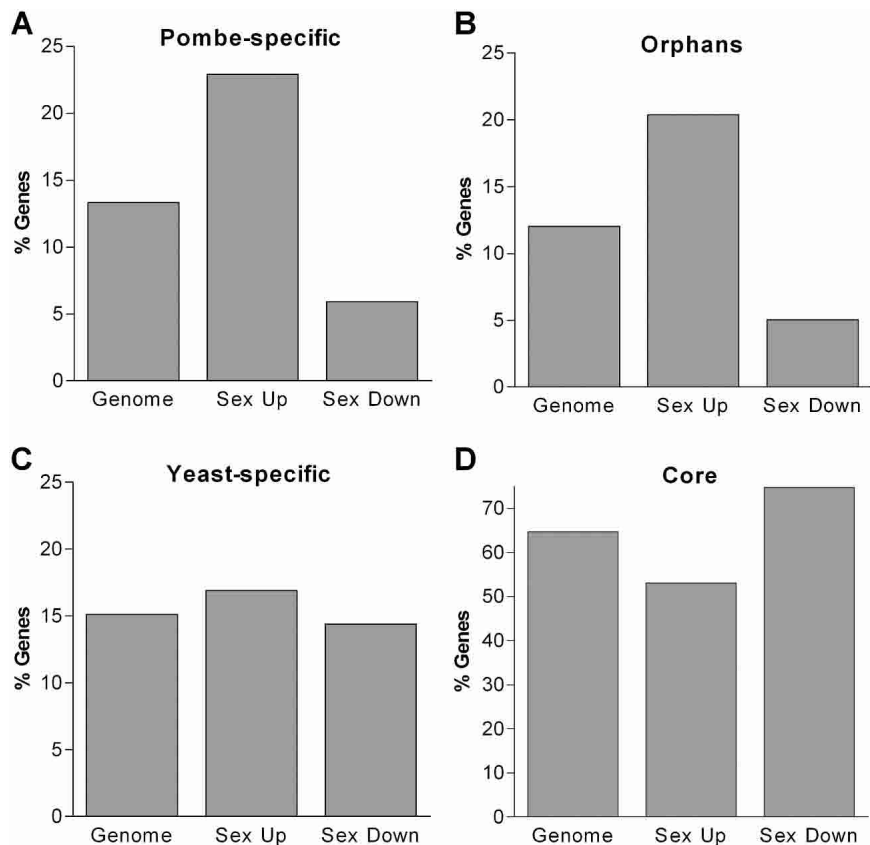 A
Pombe-specific
25
20
15
10
5
0
% Genes
Genome Sex Up Sex Down
B
Orphans
25
20
15
10
5
0
% Genes
Genome Sex Up Sex Down
C
Yeast-specific
25
20
15
10
5
0
% Genes
Genome Sex Up Sex Down
D
Core
70
60
50
40
30
20
10
0
% Genes
Genome Sex Up Sex Down